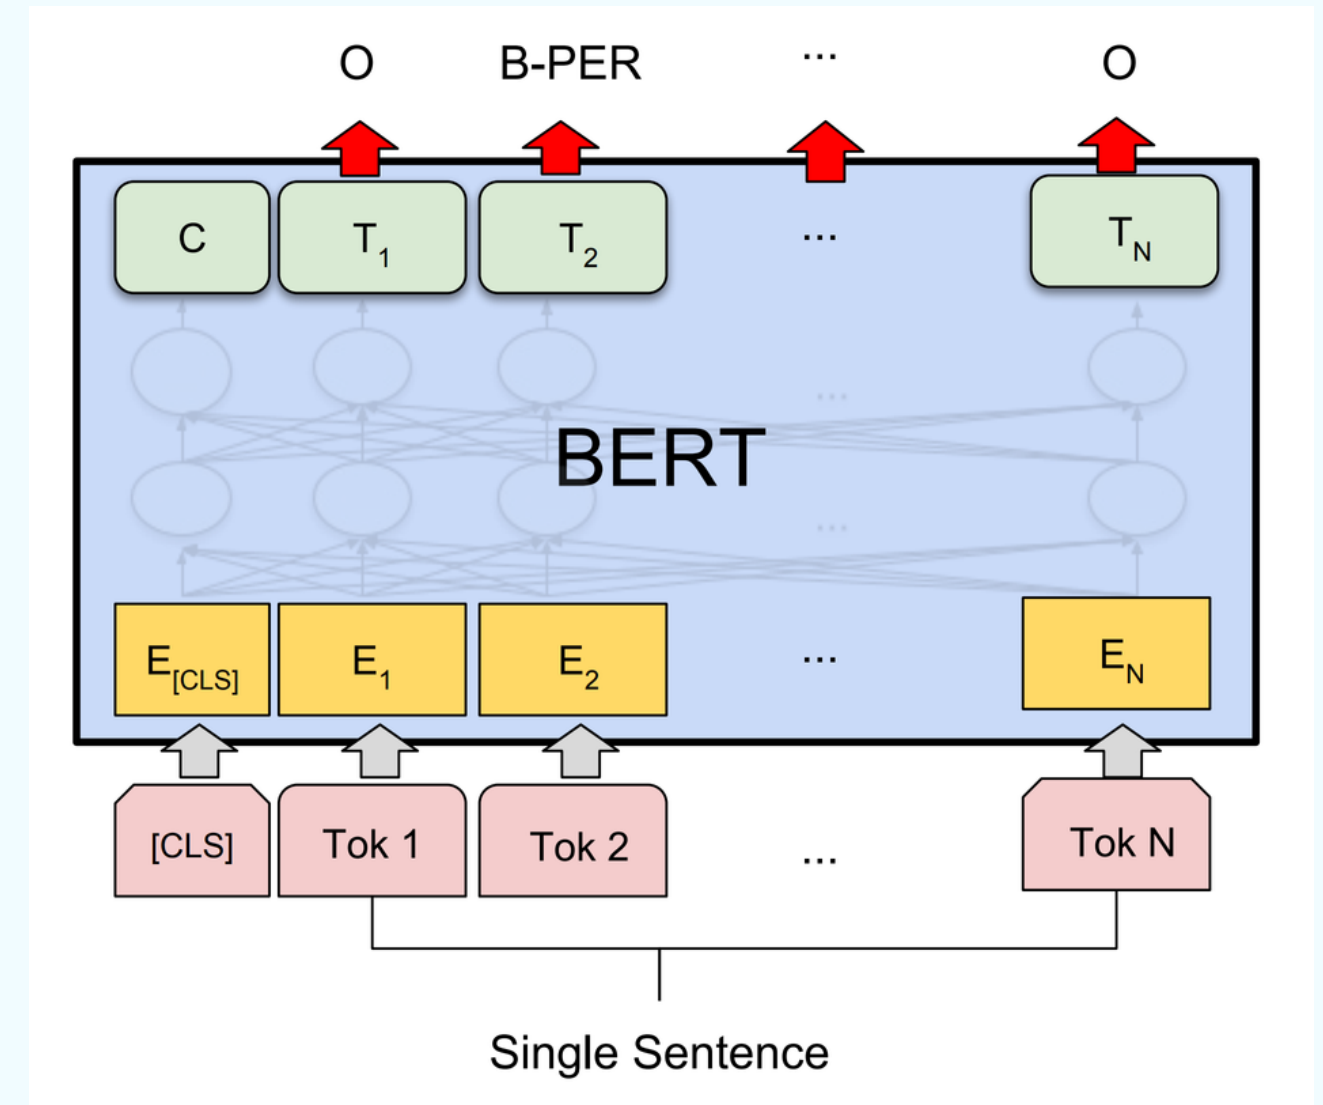 O B-PER ... O
C T1 T2 ... TN
...
BERT
...
E[CLS] E1 E2 ... EN
[CLS] Tok 1 Tok 2 ... Tok N
Single Sentence